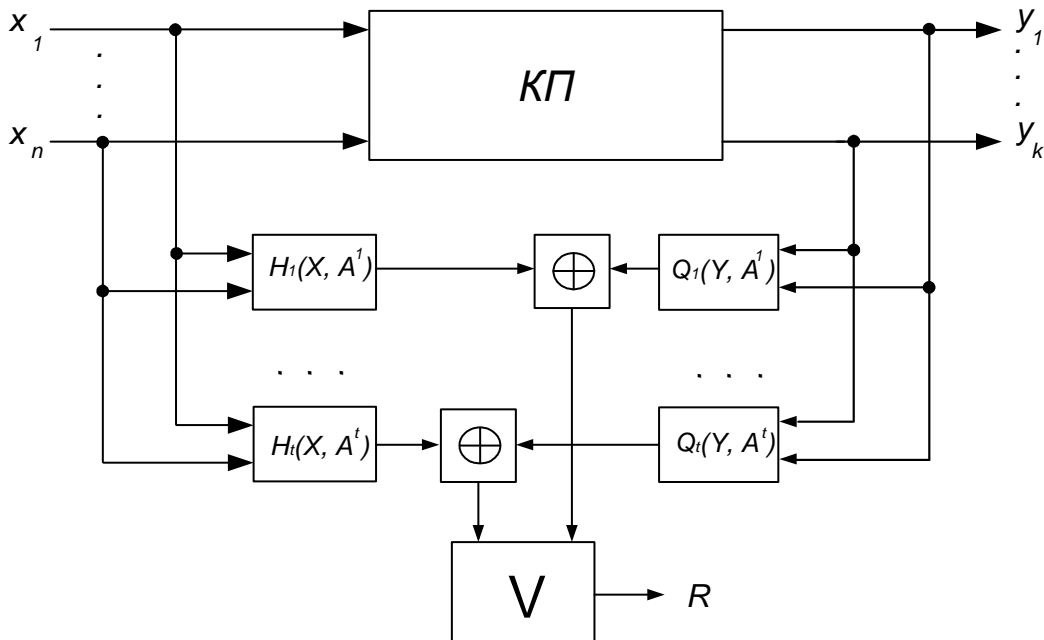 x₁ КП y₁
. . .
. . .
xₙ yₖ
H₁(X, A¹) ⊕ Q₁(Y, A¹)
. . . . . .
Hₜ(X, Aᵗ) ⊕ Qₜ(Y, Aᵗ)
V R